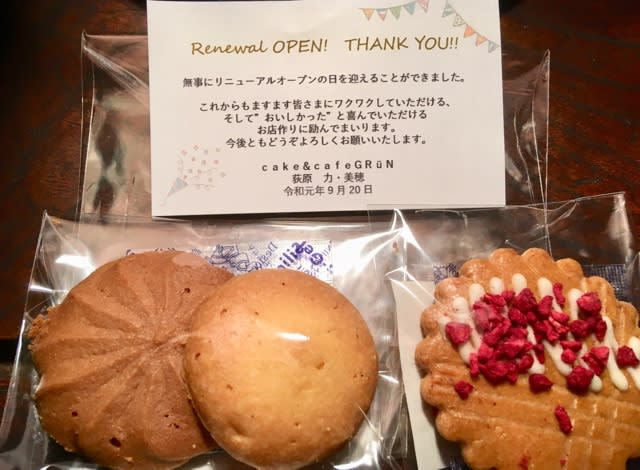 Renewal OPEN! THANK YOU!!
無事にリニューアルオープンの日を迎えることができました。
これからもますます皆さまにワクワクしていただける、
そして”おいしかった”と喜んでいただける
お店作りに励んでまいります。
今後ともどうぞよろしくお願いいたします。
cake&cafeGRüN
荻原 力・美穂
令和元年9月20日